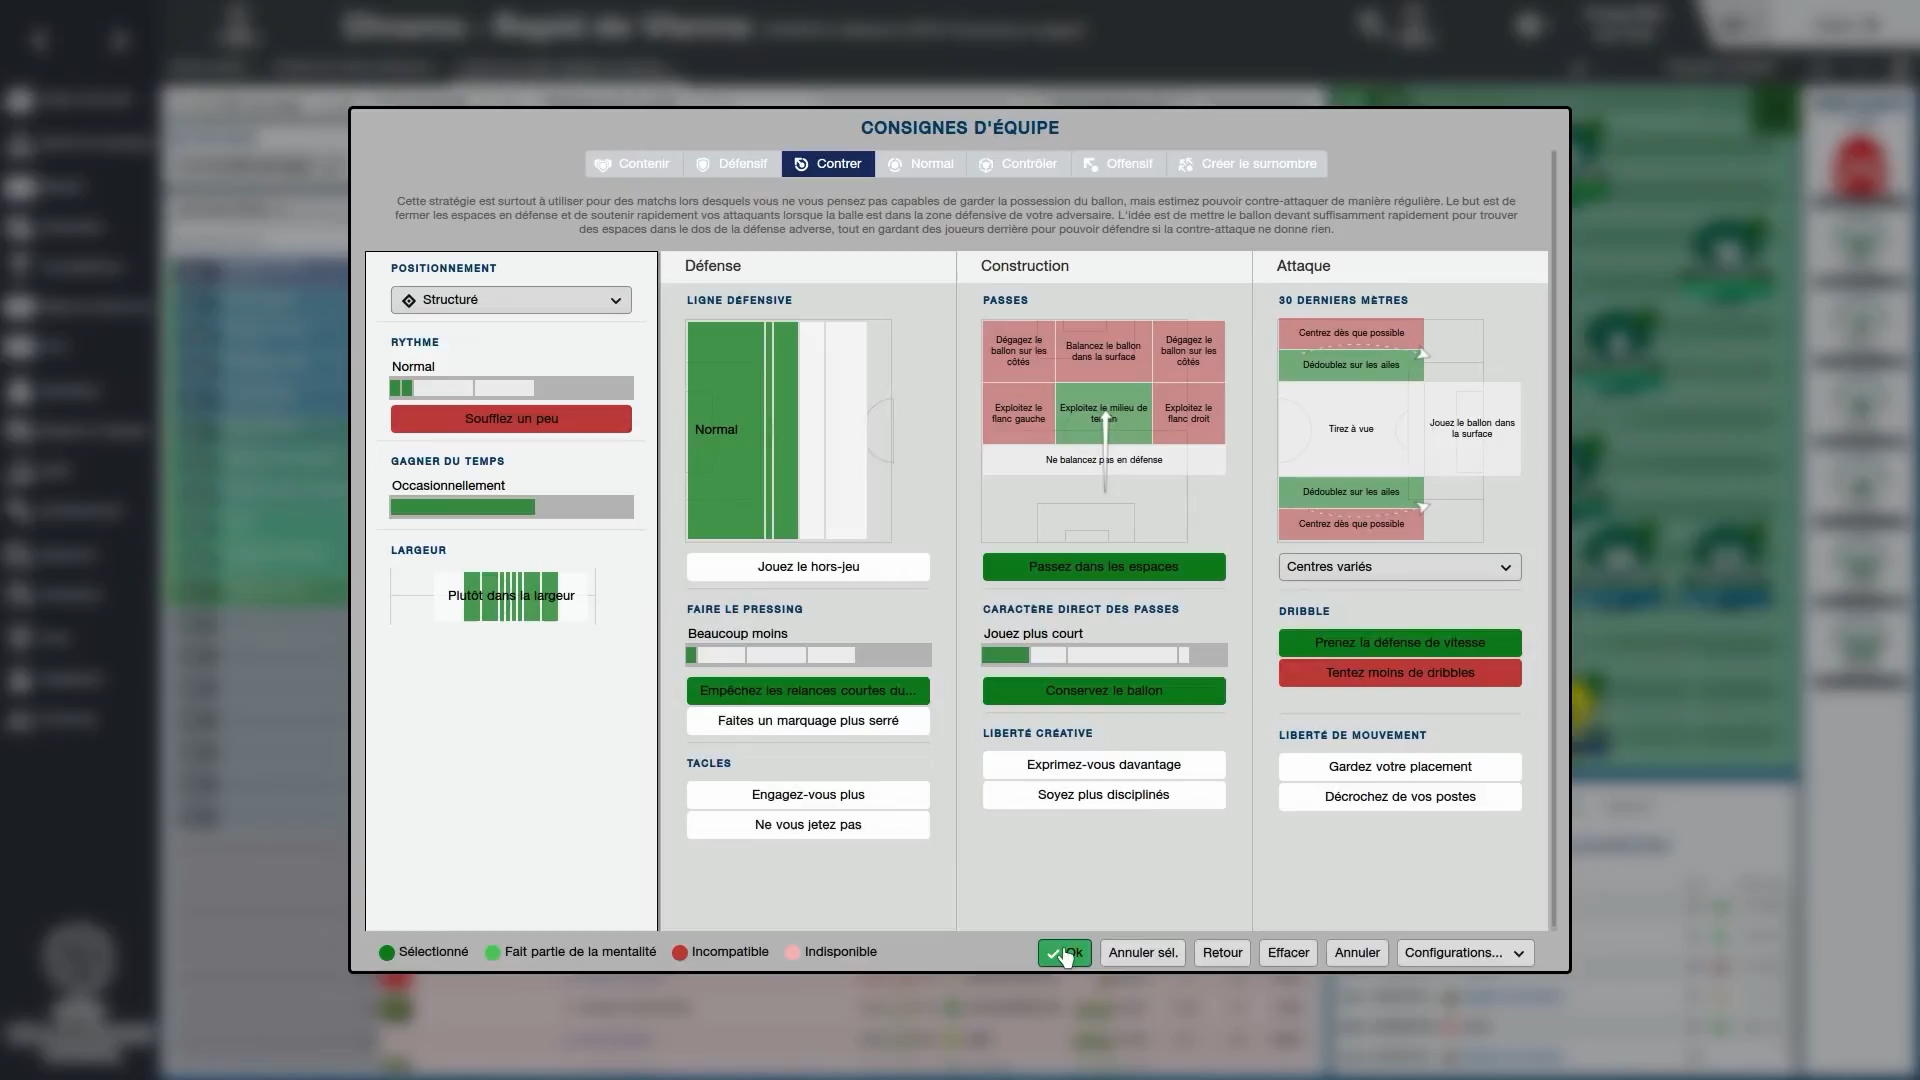 Dinamo - Rapid de Vienne
CONSIGNES D'ÉQUIPE
Contenir
Défensif
Contrer
Normal
Contrôler
Offensif
Créer le surnombre
Cette stratégie est surtout à utiliser pour des matchs lors desquels vous ne vous pensez pas capables de garder la possession du ballon, mais estimez pouvoir contre-attaquer de manière régulière. Le but est de
fermer les espaces en défense et de soutenir rapidement vos attaquants lorsque la balle est dans la zone défensive de votre adversaire. L'idée est de mettre le ballon devant suffisamment rapidement pour trouver
des espaces dans le dos de la défense adverse, tout en gardant des joueurs derrière pour pouvoir défendre si la contre-attaque ne donne rien.
POSITIONNEMENT
Structuré
RYTHME
Normal
Soufflez un peu
GAGNER DU TEMPS
Occasionnellement
LARGEUR
Plutôt dans la largeur
Défense
LIGNE DÉFENSIVE
Normal
Jouez le hors-jeu
FAIRE LE PRESSING
Beaucoup moins
Empêchez les relances courtes du...
Faites un marquage plus serré
TACLES
Engagez-vous plus
Ne vous jetez pas
Construction
PASSES
Dégagez le
ballon sur les
côtés
Balancez le ballon
dans la surface
Dégagez le
ballon sur les
côtés
Exploitez le
flanc gauche
Exploitez le milieu de
terrain
Exploitez le
flanc droit
Ne balancez pas en défense
Passez dans les espaces
CARACTÈRE DIRECT DES PASSES
Jouez plus court
Conservez le ballon
LIBERTÉ CRÉATIVE
Exprimez-vous davantage
Soyez plus disciplinés
Attaque
30 DERNIERS MÈTRES
Centrez dès que possible
Dédoublez sur les ailes
Tirez à vue
Jouez le ballon dans
la surface
Dédoublez sur les ailes
Centrez dès que possible
Centres variés
DRIBBLE
Prenez la défense de vitesse
Tentez moins de dribbles
LIBERTÉ DE MOUVEMENT
Gardez votre placement
Décrochez de vos postes
Sélectionné
Fait partie de la mentalité
Incompatible
Indisponible
Ok
Annuler sél.
Retour
Effacer
Annuler
Configurations...